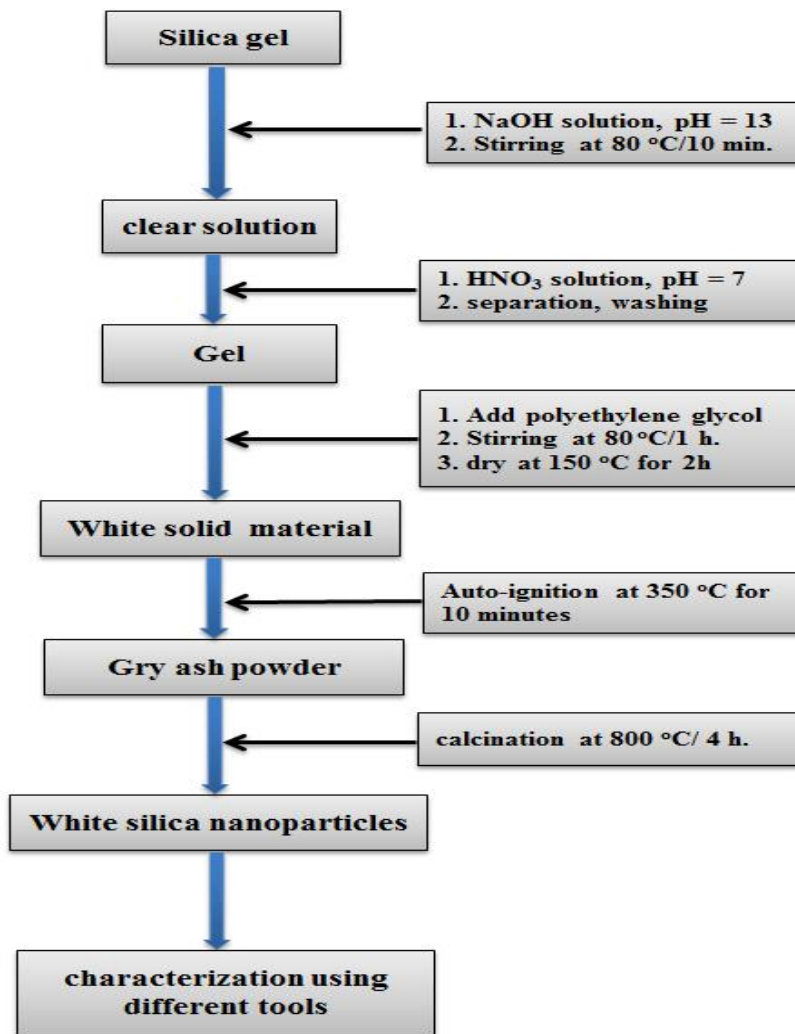 Silica gel
1. NaOH solution, pH = 13
2. Stirring at 80 °C/10 min.
clear solution
1. HNO₃ solution, pH = 7
2. separation, washing
Gel
1. Add polyethylene glycol
2. Stirring at 80 °C/1 h.
3. dry at 150 °C for 2h
White solid material
Auto-ignition at 350 °C for
10 minutes
Gry ash powder
calcination at 800 °C/ 4 h.
White silica nanoparticles
characterization using
different tools